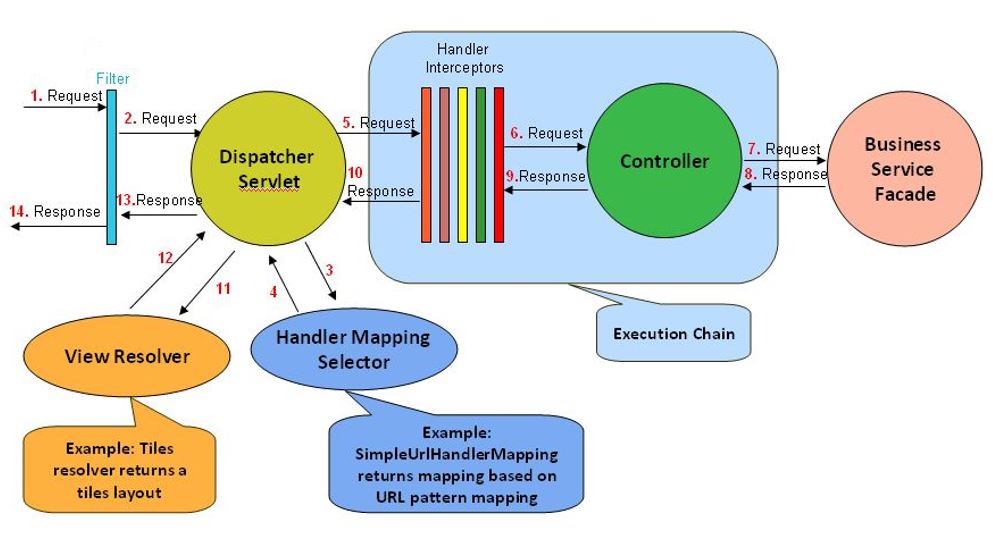 Handler
Interceptors
Filter
1. Request
2. Request
5. Request
6. Request
7. Request
8. Response
9.Response
10
Response
13.Response
14. Response
Dispatcher
Servlet
Controller
Business
Service
Facade
12
11
4
3
View Resolver
Handler Mapping
Selector
Execution Chain
Example: Tiles
resolver returns a
tiles layout
Example:
SimpleUrlHandlerMapping
returns mapping based on
URL pattern mapping